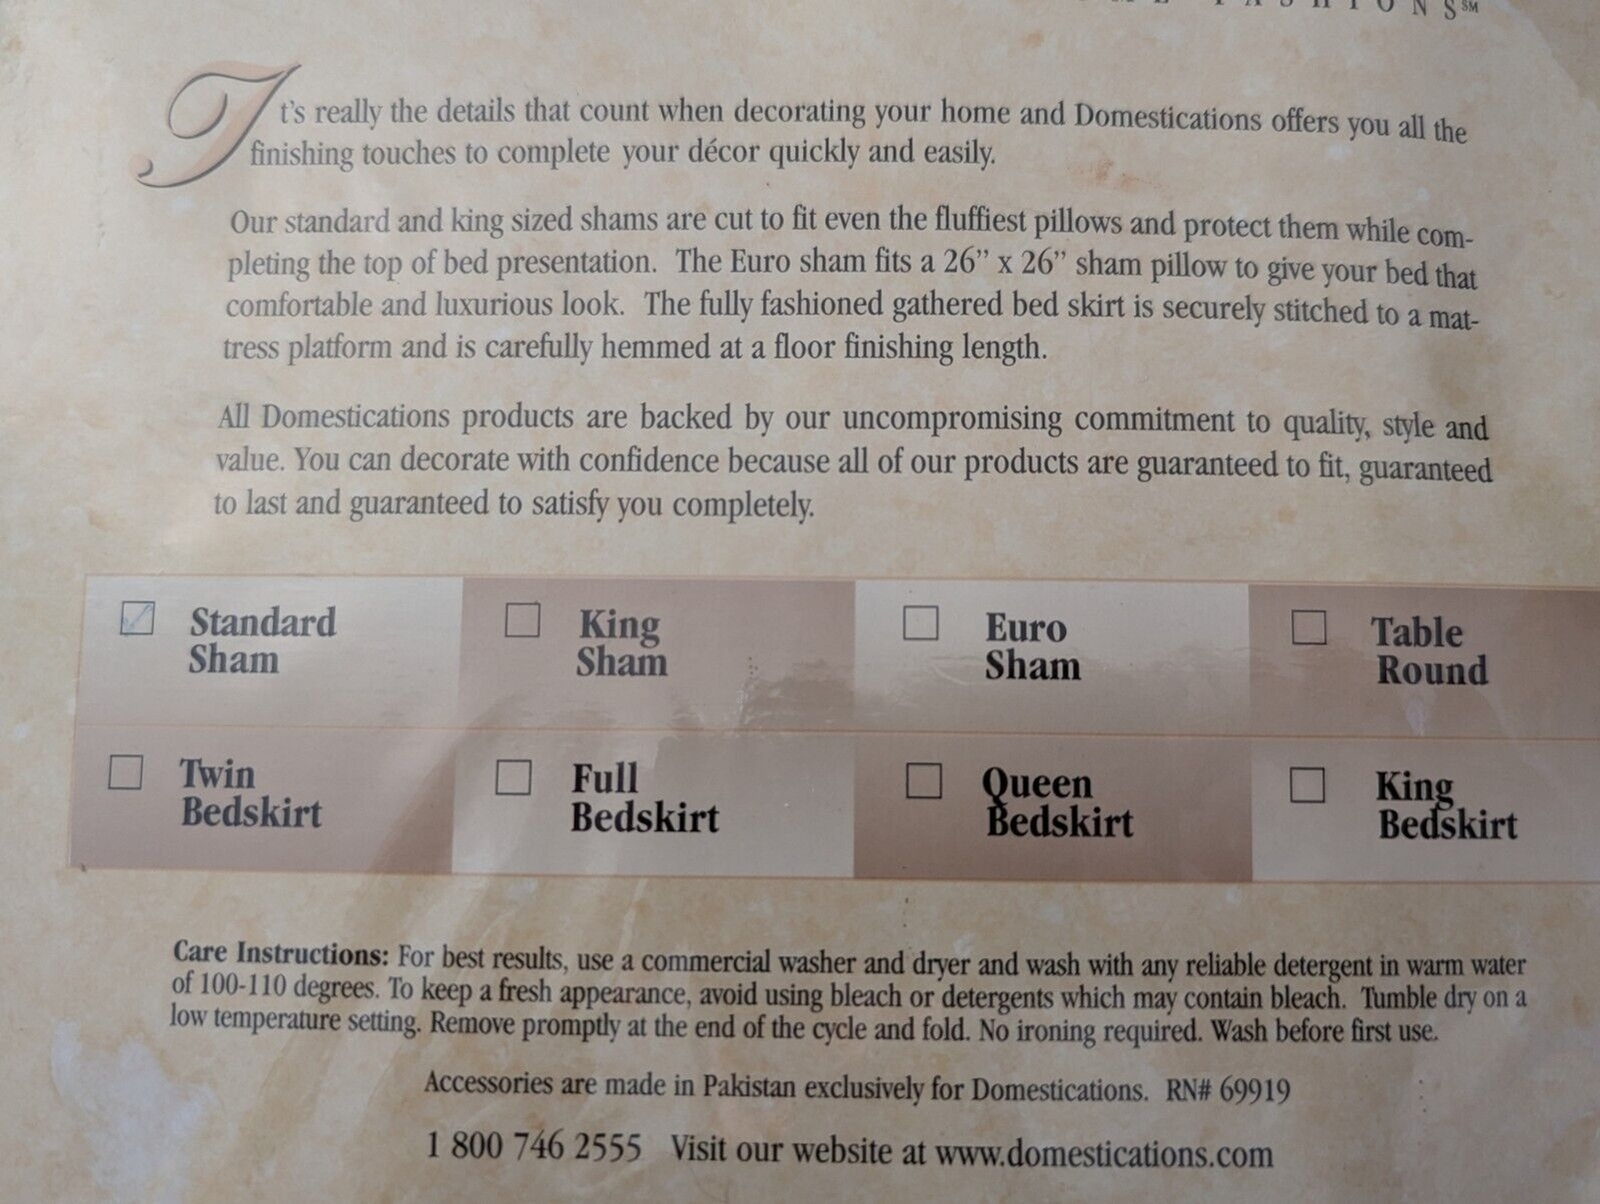 FASHIONS℠
It's really the details that count when decorating your home and Domestications offers you all the
finishing touches to complete your décor quickly and easily.
Our standard and king sized shams are cut to fit even the fluffiest pillows and protect them while com-
pleting the top of bed presentation. The Euro sham fits a 26” x 26” sham pillow to give your bed that
comfortable and luxurious look. The fully fashioned gathered bed skirt is securely stitched to a mat-
tress platform and is carefully hemmed at a floor finishing length.
All Domestications products are backed by our uncompromising commitment to quality, style and
value. You can decorate with confidence because all of our products are guaranteed to fit, guaranteed
to last and guaranteed to satisfy you completely.
Standard
Sham
King
Sham
Euro
Sham
Table
Round
Twin
Bedskirt
Full
Bedskirt
Queen
Bedskirt
King
Bedskirt
Care Instructions: For best results, use a commercial washer and dryer and wash with any reliable detergent in warm water
of 100-110 degrees. To keep a fresh appearance, avoid using bleach or detergents which may contain bleach. Tumble dry on a
low temperature setting. Remove promptly at the end of the cycle and fold. No ironing required. Wash before first use.
Accessories are made in Pakistan exclusively for Domestications. RN# 69919
1 800 746 2555 Visit our website at www.domestications.com